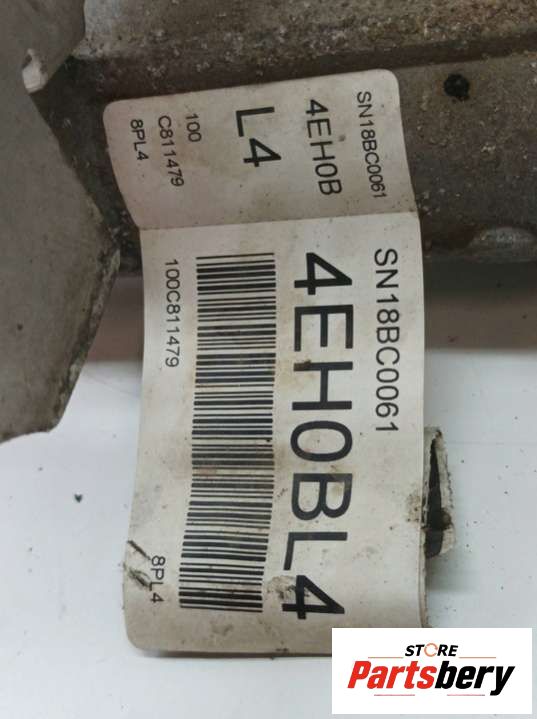 SN18BC0061
4EH0B
L4
100
C811479
8PL4
SN18BC0061
4EH0BL4
100C811479
8PL4
STORE
Partsbery